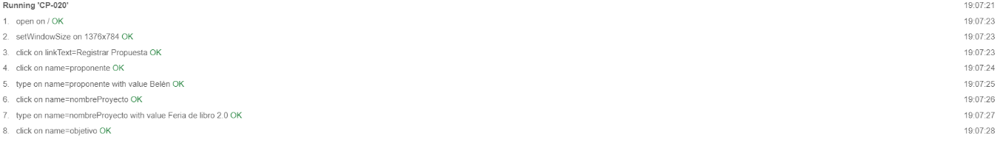 Running 'CP-020' 19:07:21
1. open on / OK 19:07:23
2. setWindowSize on 1376x784 OK 19:07:23
3. click on linkText=Registrar Propuesta OK 19:07:23
4. click on name=proponente OK 19:07:24
5. type on name=proponente with value Belén OK 19:07:25
6. click on name=nombreProyecto OK 19:07:26
7. type on name=nombreProyecto with value Feria de libro 2.0 OK 19:07:27
8. click on name=objetivo OK 19:07:28